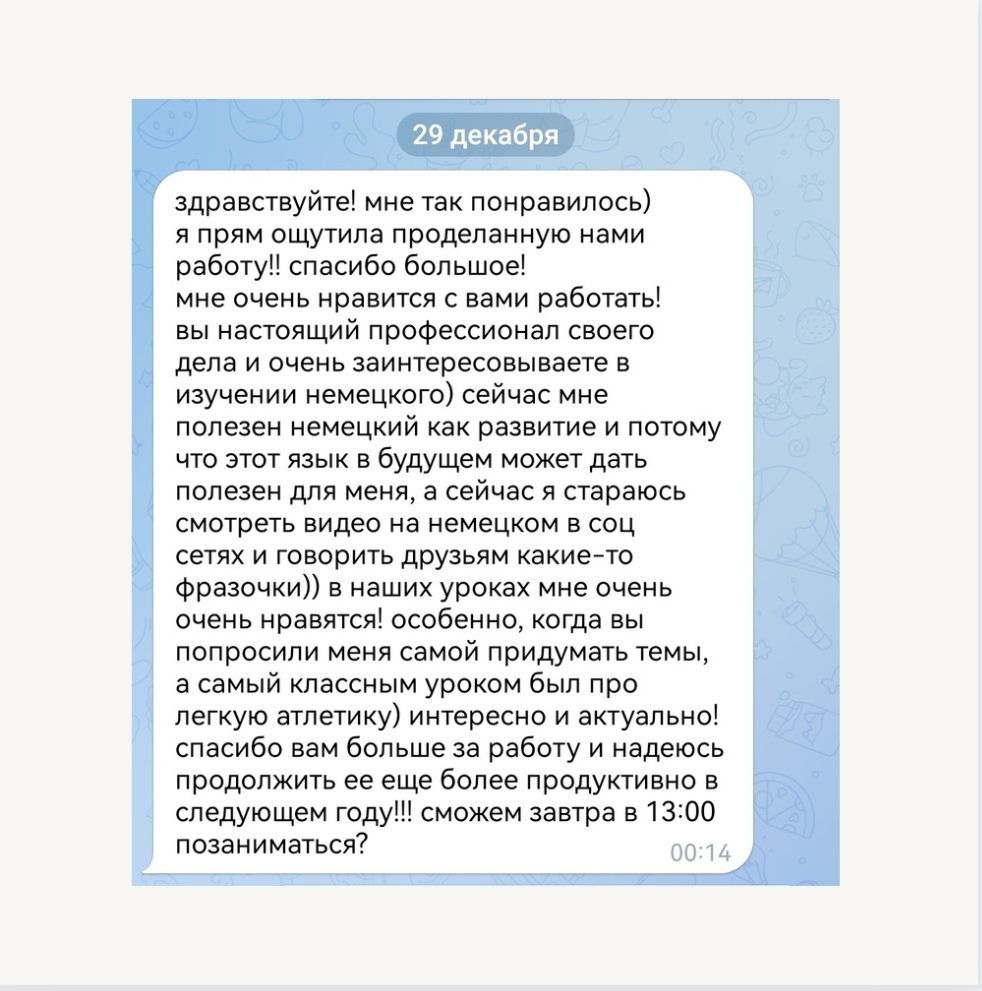 29 декабря
здравствуйте! мне так понравилось)
я прям ощутила проделанную нами
работу!! спасибо большое!
мне очень нравится с вами работать!
вы настоящий профессионал своего
дела и очень заинтересовываете в
изучении немецкого) сейчас мне
полезен немецкий как развитие и потому
что этот язык в будущем может дать
полезен для меня, а сейчас я стараюсь
смотреть видео на немецком в соц
сетях и говорить друзьям какие-то
фразочки)) в наших уроках мне очень
очень нравятся! особенно, когда вы
попросили меня самой придумать темы,
а самый классным уроком был про
легкую атлетику) интересно и актуально!
спасибо вам больше за работу и надеюсь
продолжить ее еще более продуктивно в
следующем году!!! сможем завтра в 13:00
позаниматься?
00:14